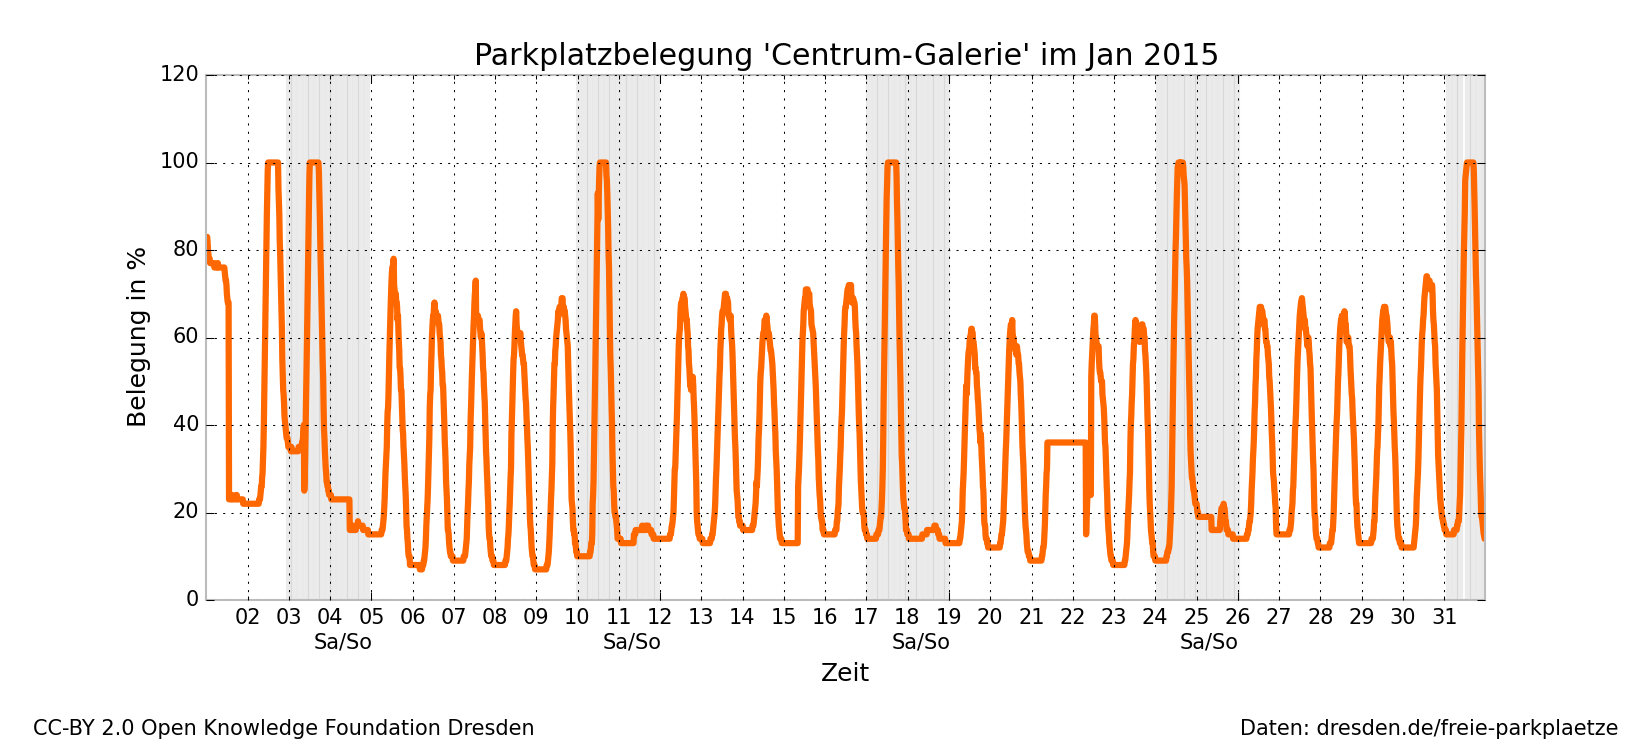 Parkplatzbelegung 'Centrum-Galerie' im Jan 2015
120
100
80
60
40
20
0
Belegung in %
02 03 04 05 06 07 08 09 10 11 12 13 14 15 16 17 18 19 20 21 22 23 24 25 26 27 28 29 30 31
Sa/So Sa/So Sa/So Sa/So
Zeit
CC-BY 2.0 Open Knowledge Foundation Dresden
Daten: dresden.de/freie-parkplaetze